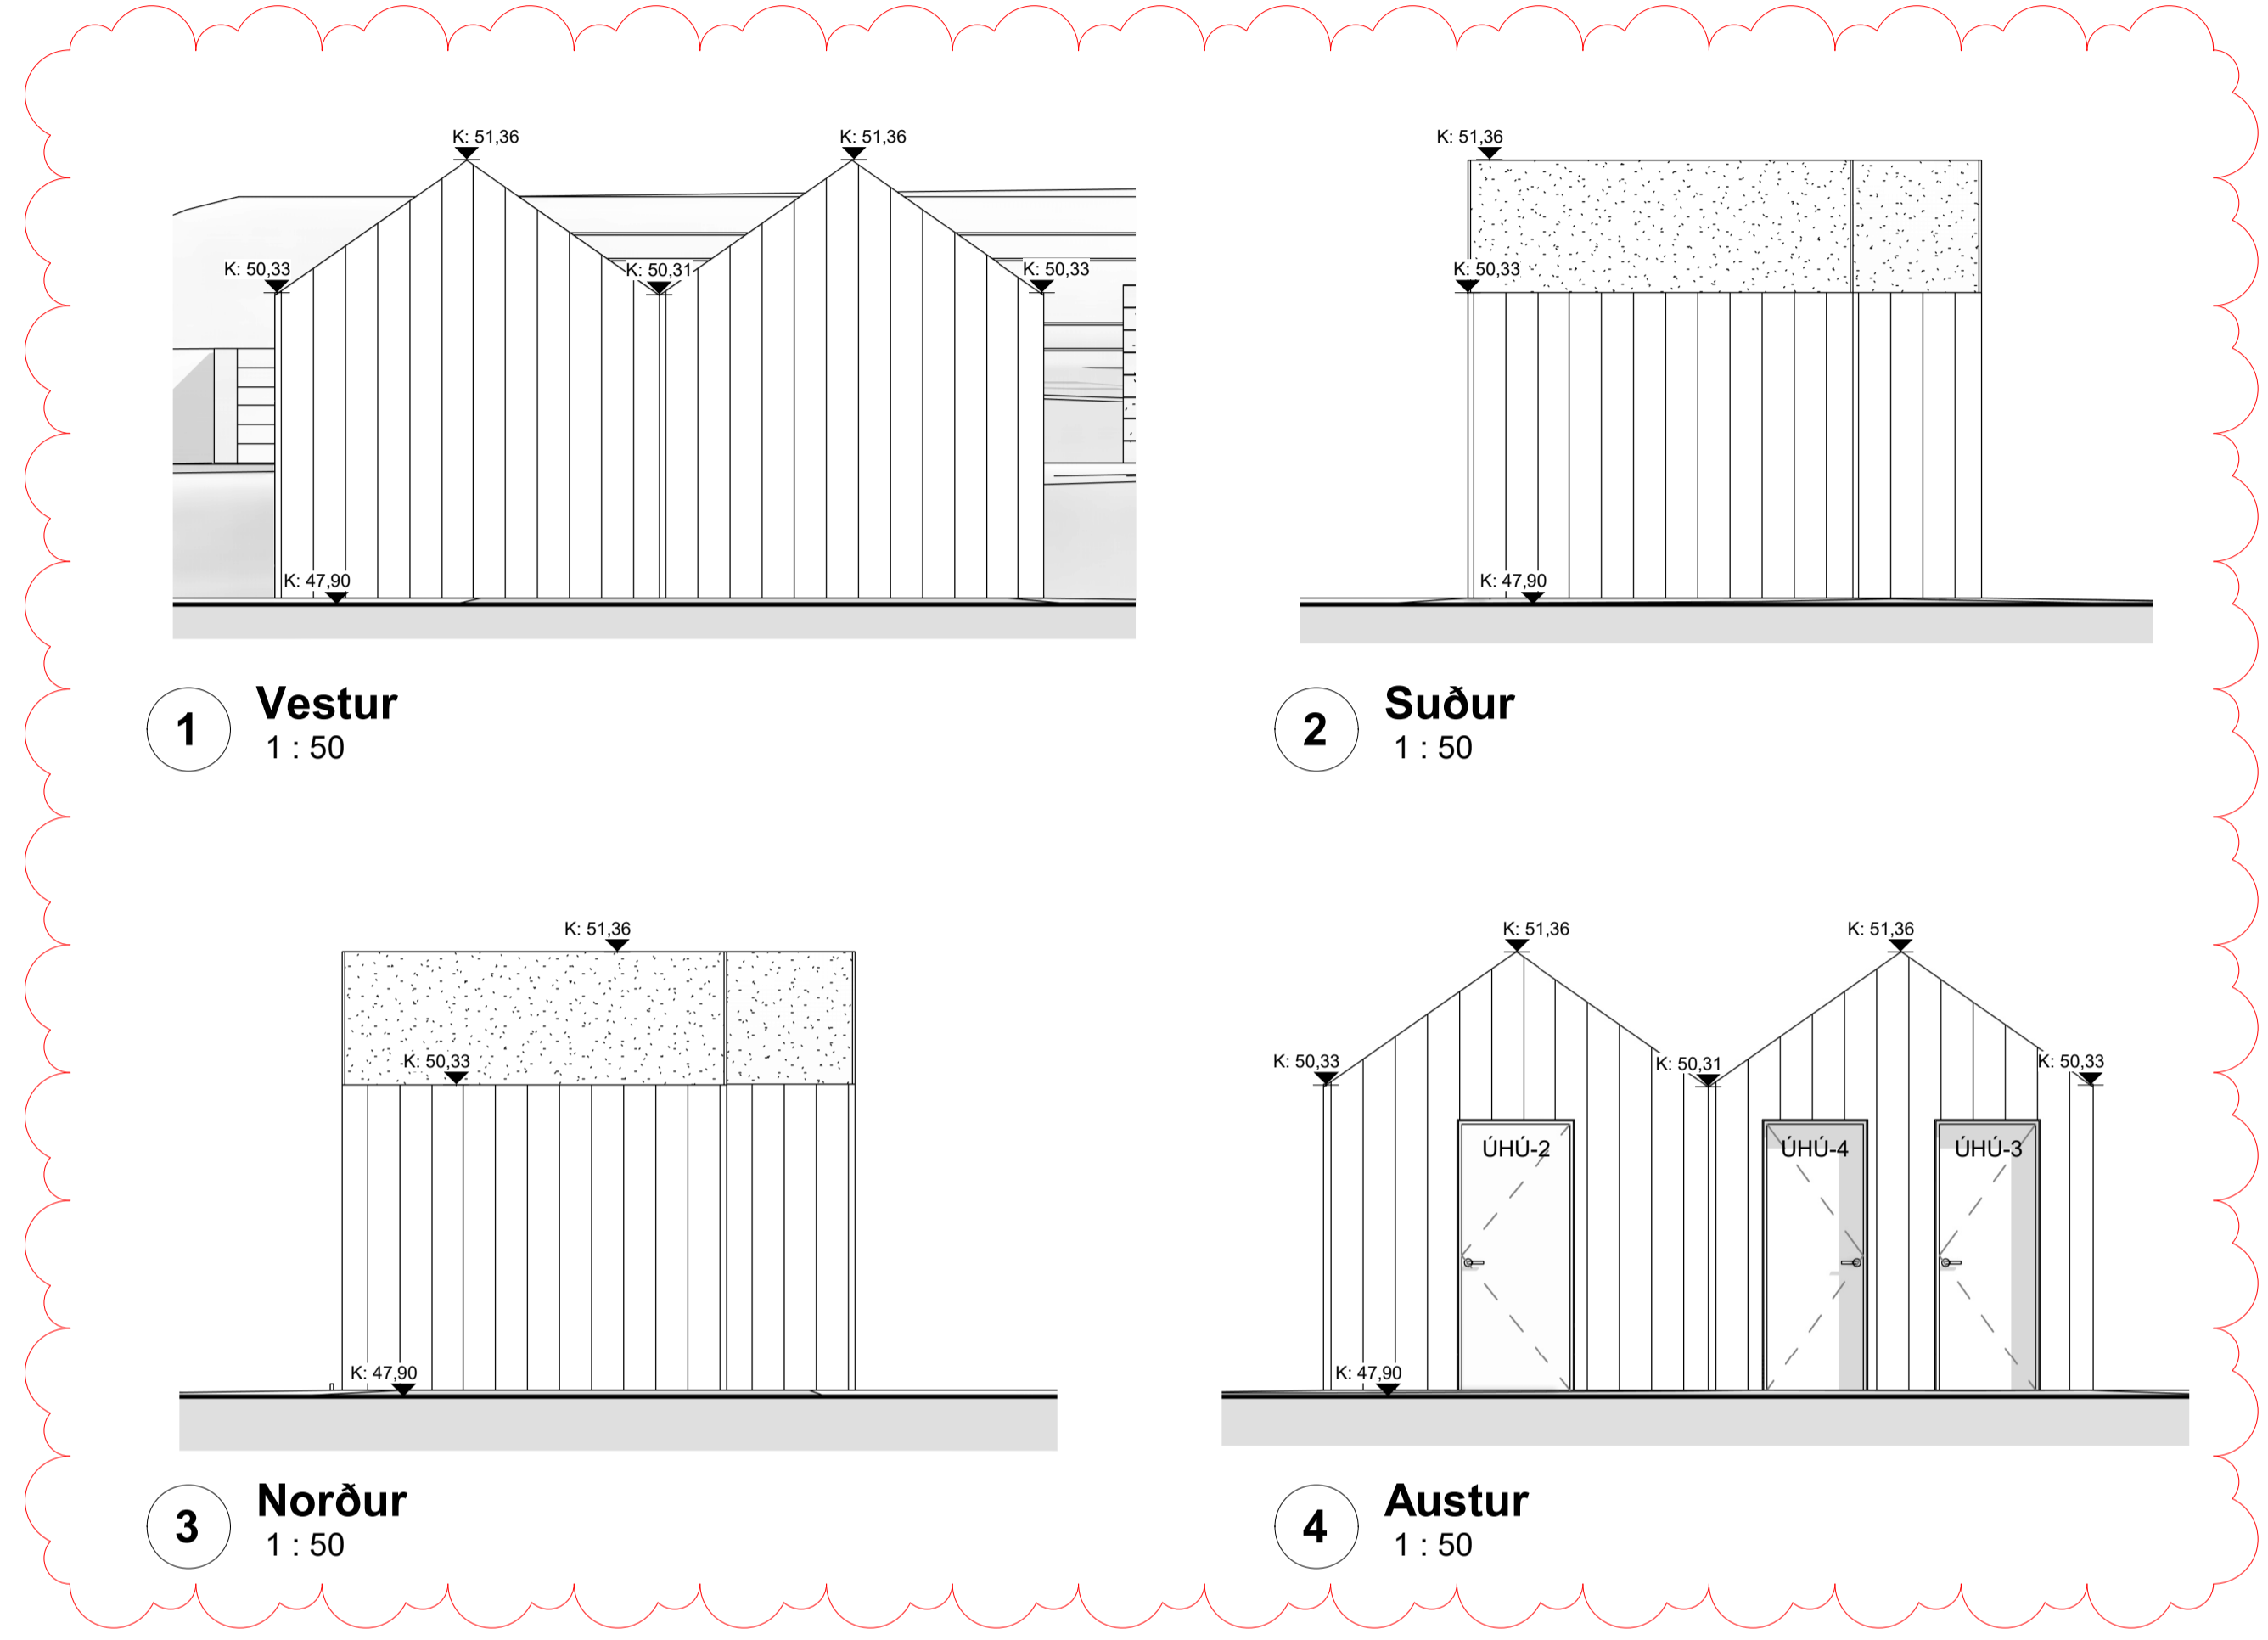 K: 51,36
K: 51,36
K: 50,33
K: 50,31
K: 50,33
K: 47,90
1
Vestur
1 : 50
K: 51,36
K: 50,33
K: 47,90
2
Suður
1 : 50
K: 51,36
K: 50,33
K: 47,90
3
Norður
1 : 50
K: 51,36
K: 51,36
K: 50,33
K: 50,31
K: 50,33
ÚHÚ-2
ÚHÚ-4
ÚHÚ-3
K: 47,90
4
Austur
1 : 50